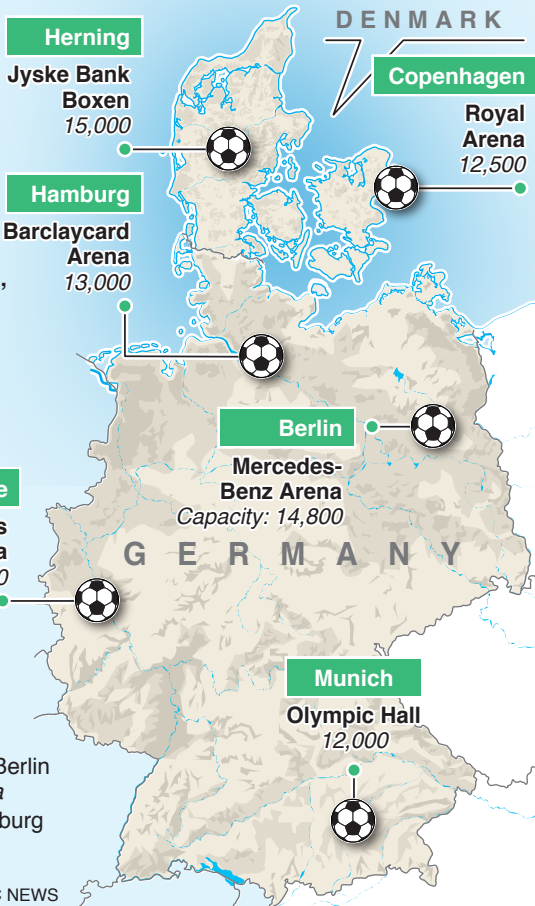 DENMARK
Herning
Jyske Bank
Boxen
15,000
Copenhagen
Royal
Arena
12,500
Hamburg
Barclaycard
Arena
13,000
,
Berlin
Mercedes-
Benz Arena
Capacity: 14,800
GERMANY
e
s
a
0
Munich
Olympic Hall
12,000
Berlin
a
burg
C NEWS